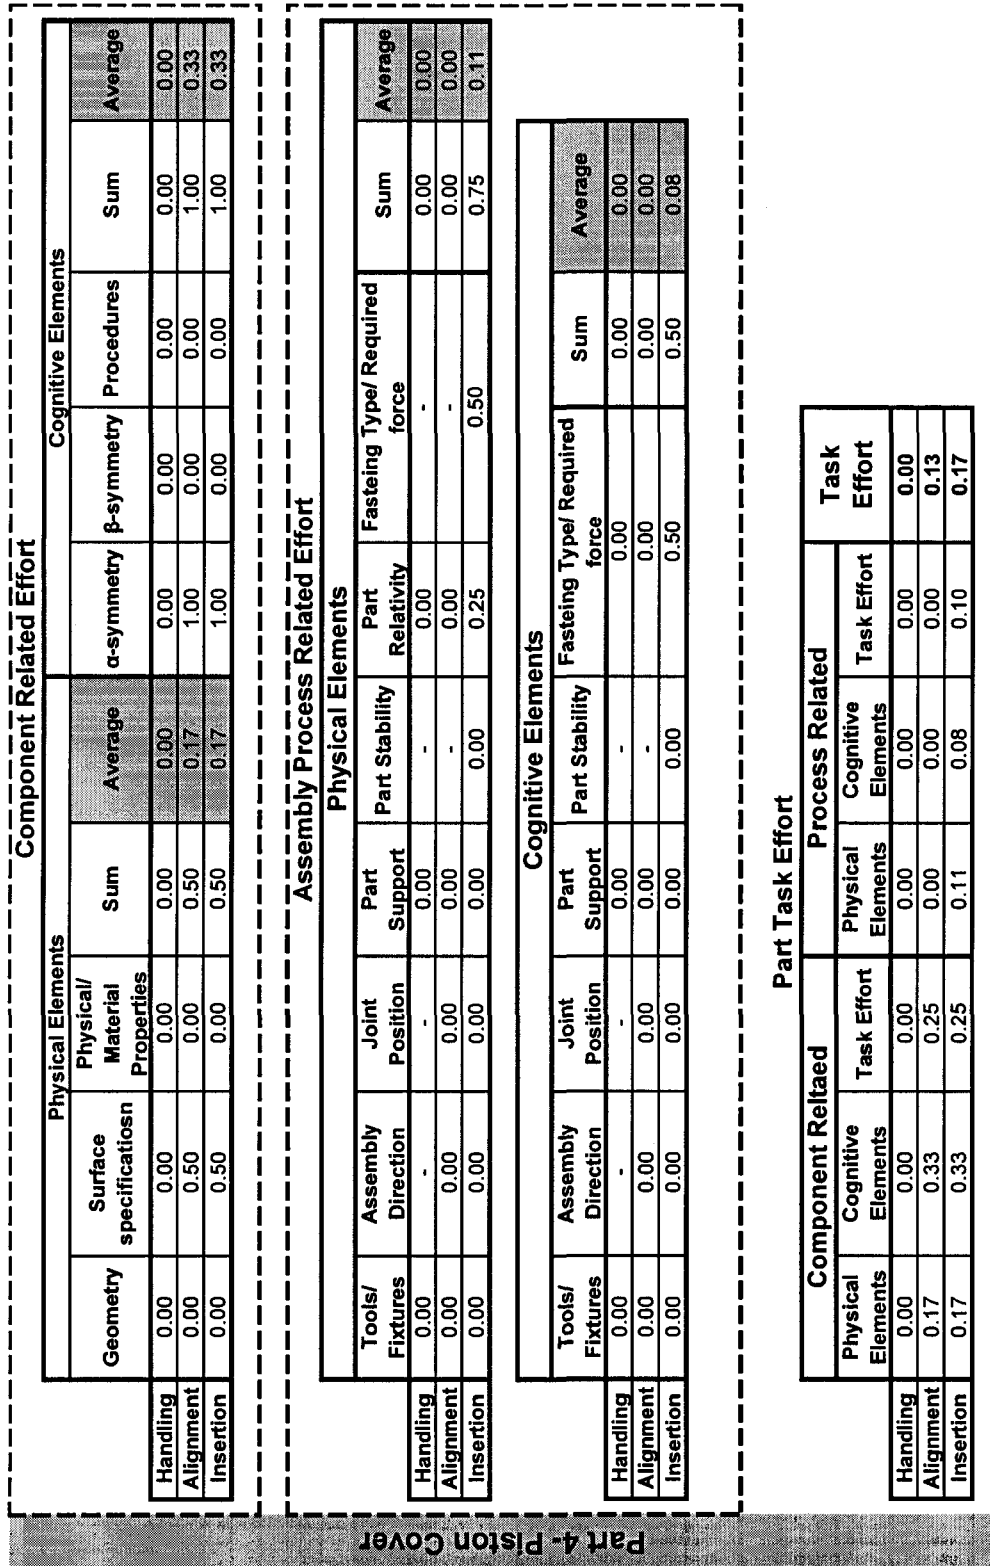 Part 4- Piston Cover
Component Related Effort
Physical Elements Cognitive Elements
Geometry Surface specificatiosn Physical/ Material Properties Sum Average α-symmetry β-symmetry Procedures Sum Average
Handling 0.00 0.00 0.00 0.00 0.00 0.00 0.00 0.00 0.00 0.00
Alignment 0.00 0.50 0.00 0.50 0.17 1.00 0.00 0.00 1.00 0.33
Insertion 0.00 0.50 0.00 0.50 0.17 1.00 0.00 0.00 1.00 0.33
Assembly Process Related Effort
Physical Elements
Tools/ Fixtures Assembly Direction Joint Position Part Support Part Stability Part Relativity Fasteing Type/ Required force Sum Average
Handling 0.00 - - 0.00 - 0.00 - 0.00 0.00
Alignment 0.00 0.00 0.00 0.00 - 0.00 - 0.00 0.00
Insertion 0.00 0.00 0.00 0.00 0.00 0.25 0.50 0.75 0.11
Cognitive Elements
Tools/ Fixtures Assembly Direction Joint Position Part Support Part Stability Fasteing Type/ Required force Sum Average
Handling 0.00 - - 0.00 - 0.00 0.00 0.00
Alignment 0.00 0.00 0.00 0.00 - 0.00 0.00 0.00
Insertion 0.00 0.00 0.00 0.00 0.00 0.50 0.50 0.08
Part Task Effort
Component Reltaed Process Related Task Effort
Physical Elements Cognitive Elements Task Effort Physical Elements Cognitive Elements Task Effort
Handling 0.00 0.00 0.00 0.00 0.00 0.00 0.00
Alignment 0.17 0.33 0.25 0.00 0.00 0.00 0.13
Insertion 0.17 0.33 0.25 0.11 0.08 0.10 0.17